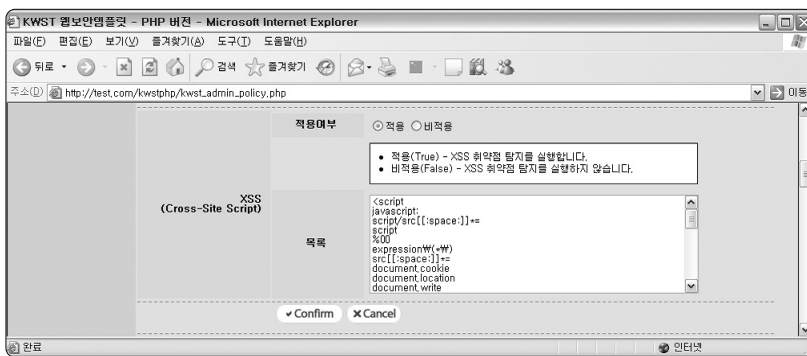 KWST 웹보안템플릿 - PHP 버전 - Microsoft Internet Explorer
파일(F) 편집(E) 보기(V) 즐겨찾기(A) 도구(T) 도움말(H)
뒤로 검색 즐겨찾기
주소(D) http://test.com/kwstphp/kwst_admin_policy.php 이동
적용여부 적용 비적용
• 적용(True) - XSS 취약점 탐지를 실행합니다.
• 비적용(False) - XSS 취약점 탐지를 실행하지 않습니다.
XSS
(Cross-Site Script)
목록
<script
javascript:
script/src[[:space:]]*=
script
%00
expression₩(*₩)
src[[:space:]]*=
document.cookie
document.location
document.write
Confirm Cancel
완료 인터넷